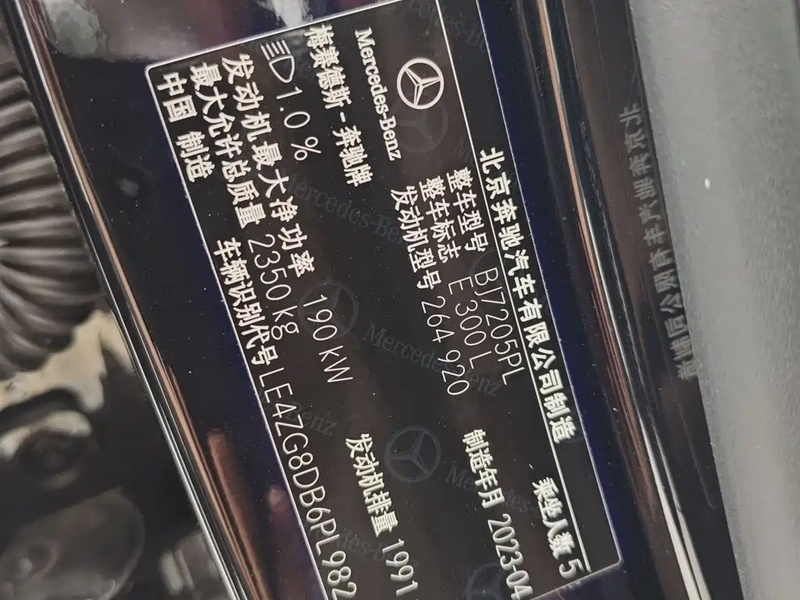 北京奔驰汽车有限公司制造
Mercedes-Benz
梅赛德斯-奔驰牌
整车型号 BJ7205PL
乘坐人数 5
整车标志 E 300 L
制造年月 2023-04
发动机型号 264 920
发动机排量 1991
1.0 %
发动机最大净功率 190 kW
最大允许总质量 2350 kg
中国 制造
车辆识别代号 LE4ZG8DB6PL982